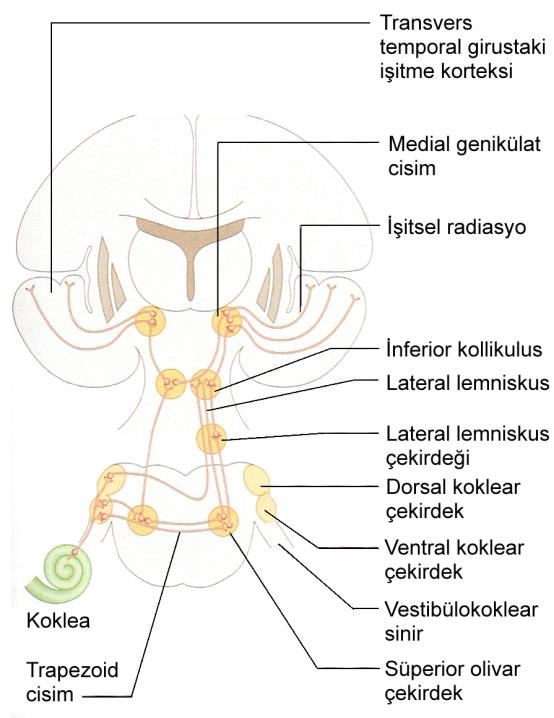 Transvers
temporal girustaki
işitme korteksi
Medial genikülat
cisim
İşitsel radiasyo
İnferior kollikulus
Lateral lemniskus
Lateral lemniskus
çekirdeği
Dorsal koklear
çekirdek
Ventral koklear
çekirdek
Vestibülokoklear
sinir
Süperior olivar
çekirdek
Koklea
Trapezoid
cisim